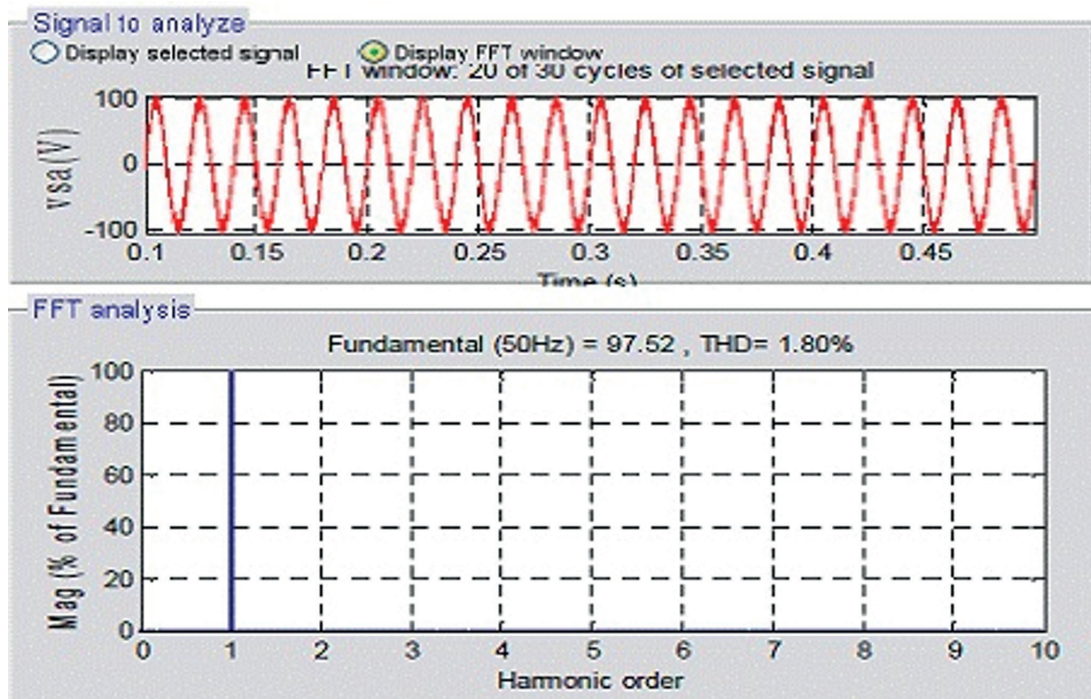 Signal to analyze
Display selected signal Display FFT window
FFT window: 20 of 30 cycles of selected signal
vsa(V)
100
0
-100
0.1 0.15 0.2 0.25 0.3 0.35 0.4 0.45
Time (s)
FFT analysis
Fundamental (50Hz) = 97.52 , THD= 1.80%
Mag (% of Fundamental)
100
80
60
40
20
0
0 1 2 3 4 5 6 7 8 9 10
Harmonic order